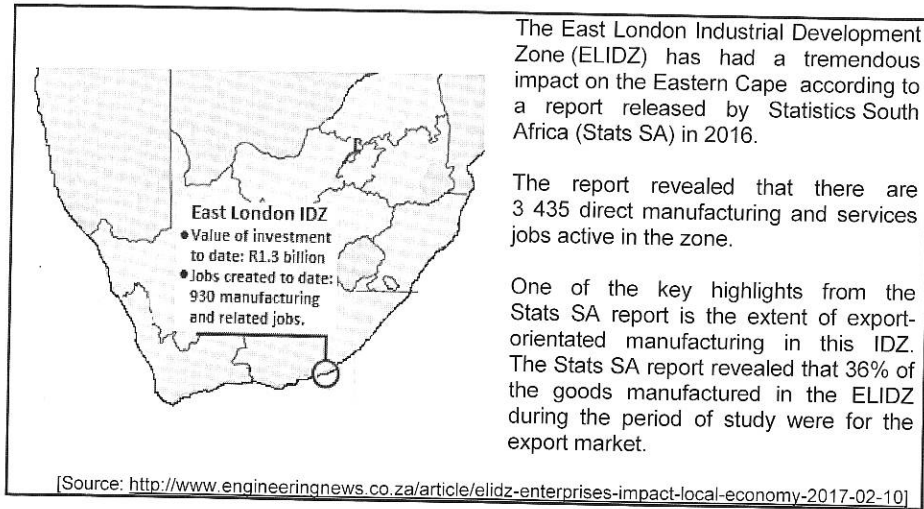 The East London Industrial Development
Zone (ELIDZ) has had a tremendous
impact on the Eastern Cape according to
a report released by Statistics South
Africa (Stats SA) in 2016.
The report revealed that there are
3 435 direct manufacturing and services
jobs active in the zone.
One of the key highlights from the
Stats SA report is the extent of export-
orientated manufacturing in this IDZ.
The Stats SA report revealed that 36% of
the goods manufactured in the ELIDZ
during the period of study were for the
export market.
East London IDZ
● Value of investment
to date: R1.3 billion
● Jobs created to date:
930 manufacturing
and related jobs.
[Source: http://www.engineeringnews.co.za/article/elidz-enterprises-impact-local-economy-2017-02-10]